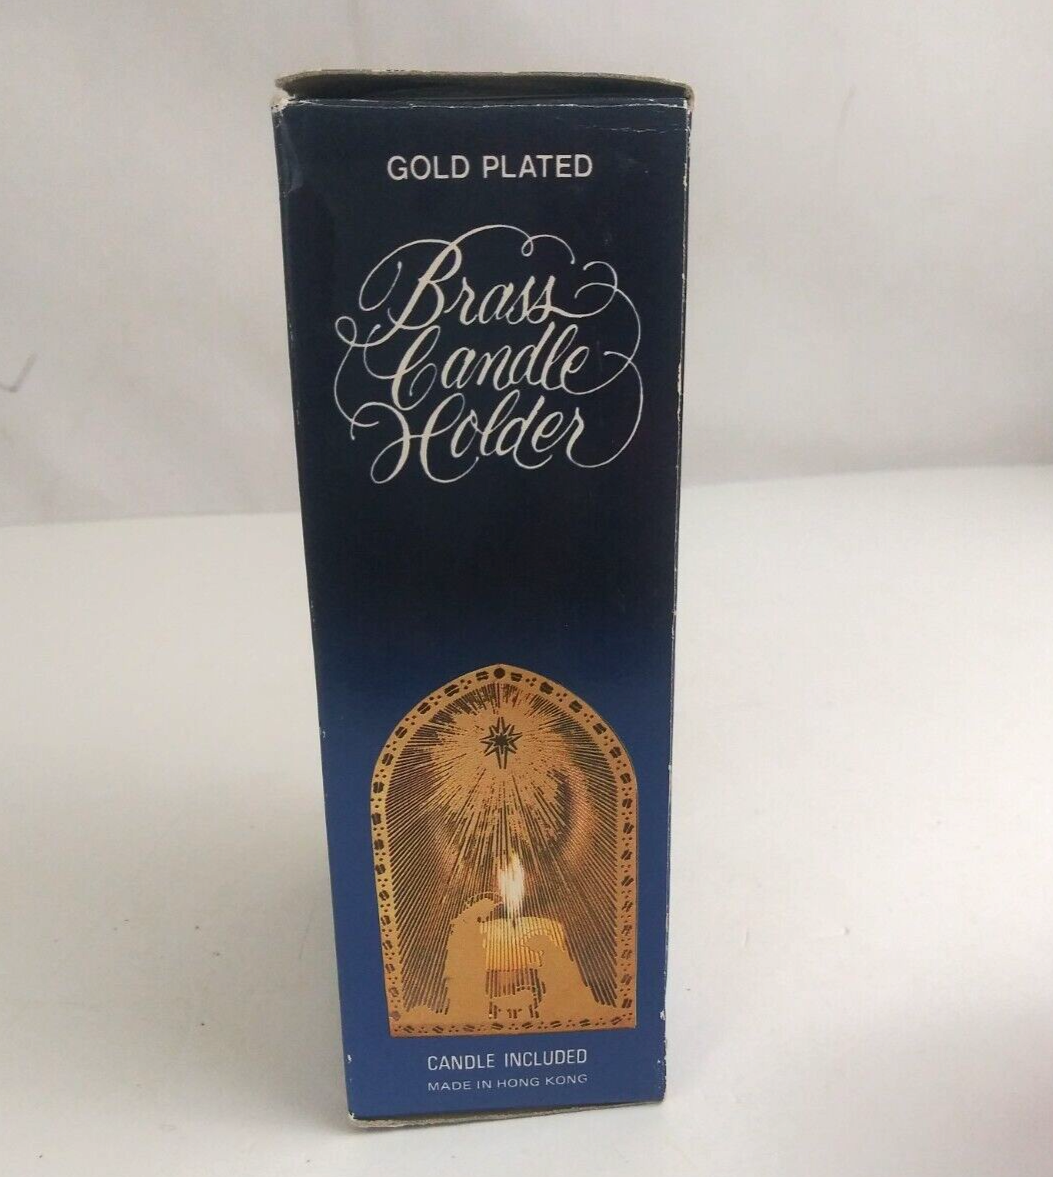 GOLD PLATED
Brass
Candle
Holder
CANDLE INCLUDED
MADE IN HONG KONG